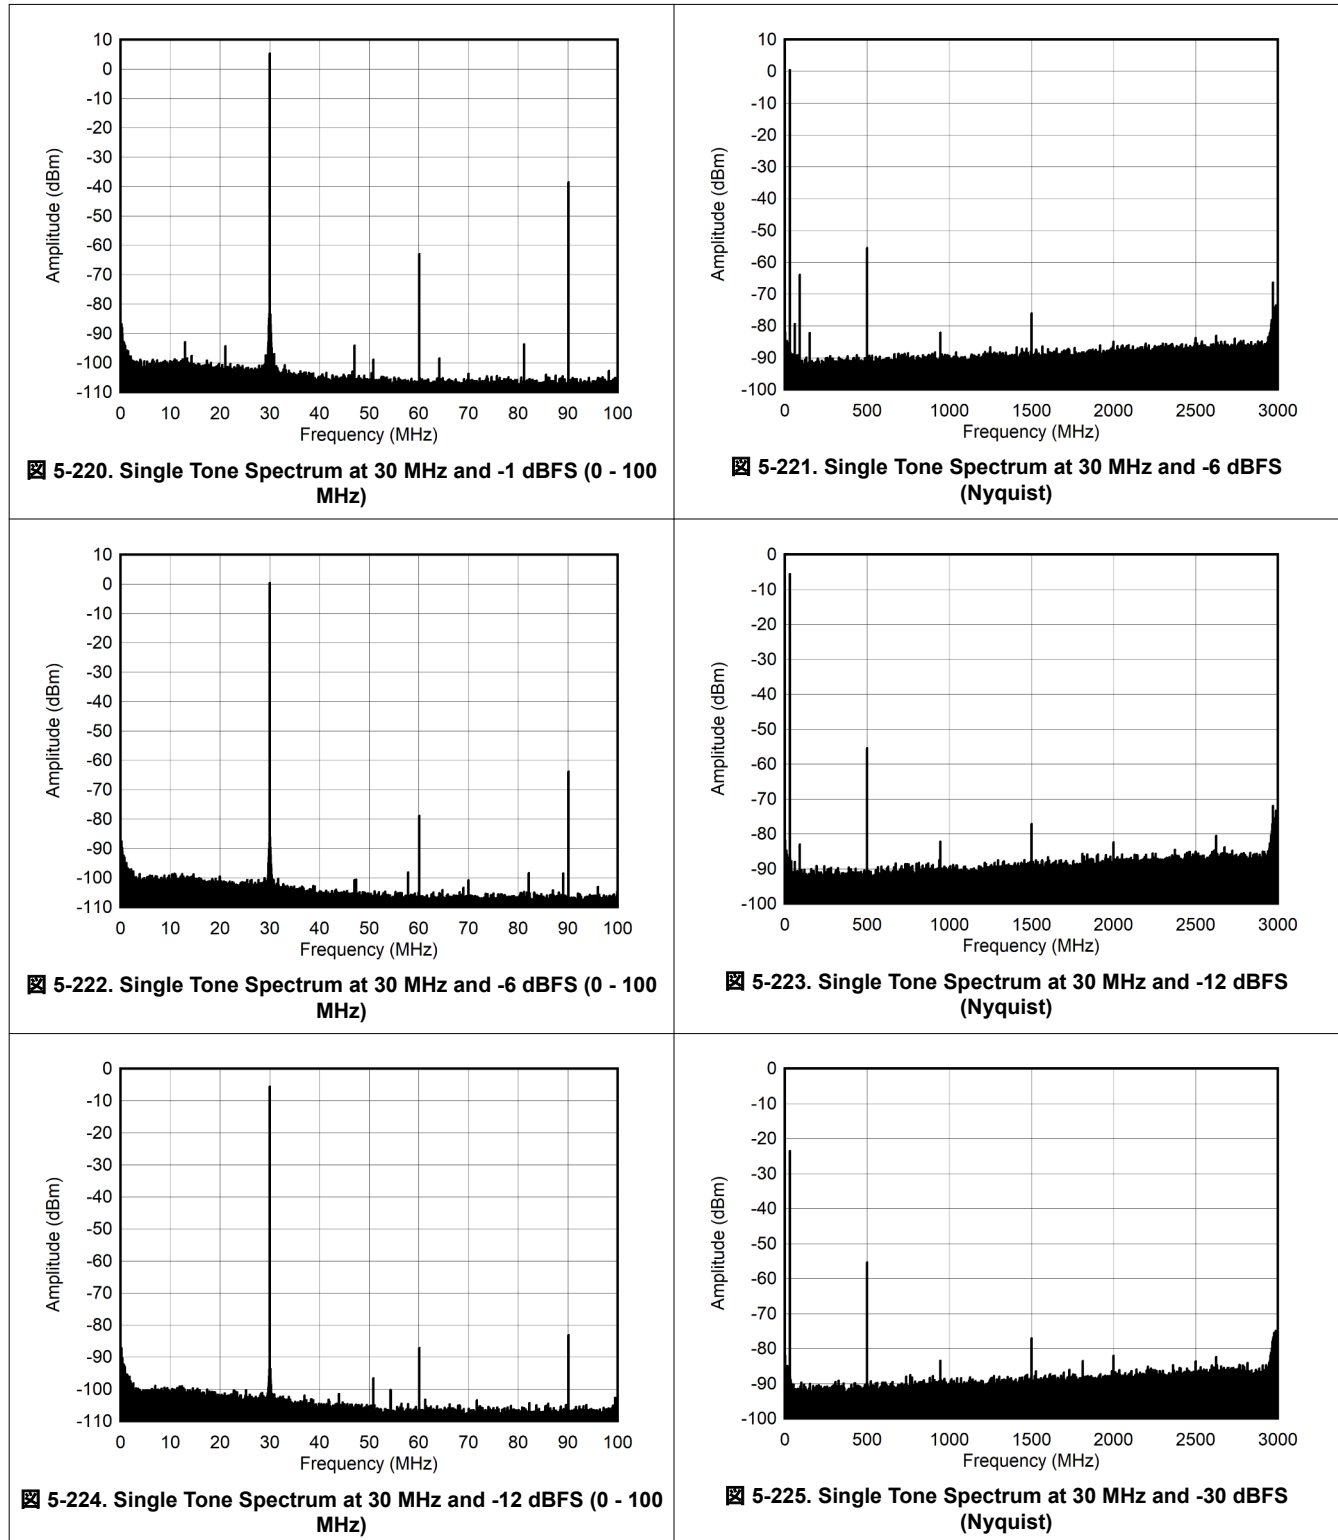 10
0
-10
-20
-30
-40
-50
-60
-70
-80
-90
-100
-110
Amplitude (dBm)
0 10 20 30 40 50 60 70 80 90 100
Frequency (MHz)
図 5-220. Single Tone Spectrum at 30 MHz and -1 dBFS (0 - 100
MHz)
10
0
-10
-20
-30
-40
-50
-60
-70
-80
-90
-100
Amplitude (dBm)
0 500 1000 1500 2000 2500 3000
Frequency (MHz)
図 5-221. Single Tone Spectrum at 30 MHz and -6 dBFS
(Nyquist)
10
0
-10
-20
-30
-40
-50
-60
-70
-80
-90
-100
-110
Amplitude (dBm)
0 10 20 30 40 50 60 70 80 90 100
Frequency (MHz)
図 5-222. Single Tone Spectrum at 30 MHz and -6 dBFS (0 - 100
MHz)
0
-10
-20
-30
-40
-50
-60
-70
-80
-90
-100
Amplitude (dBm)
0 500 1000 1500 2000 2500 3000
Frequency (MHz)
図 5-223. Single Tone Spectrum at 30 MHz and -12 dBFS
(Nyquist)
0
-10
-20
-30
-40
-50
-60
-70
-80
-90
-100
-110
Amplitude (dBm)
0 10 20 30 40 50 60 70 80 90 100
Frequency (MHz)
図 5-224. Single Tone Spectrum at 30 MHz and -12 dBFS (0 - 100
MHz)
0
-10
-20
-30
-40
-50
-60
-70
-80
-90
-100
Amplitude (dBm)
0 500 1000 1500 2000 2500 3000
Frequency (MHz)
図 5-225. Single Tone Spectrum at 30 MHz and -30 dBFS
(Nyquist)